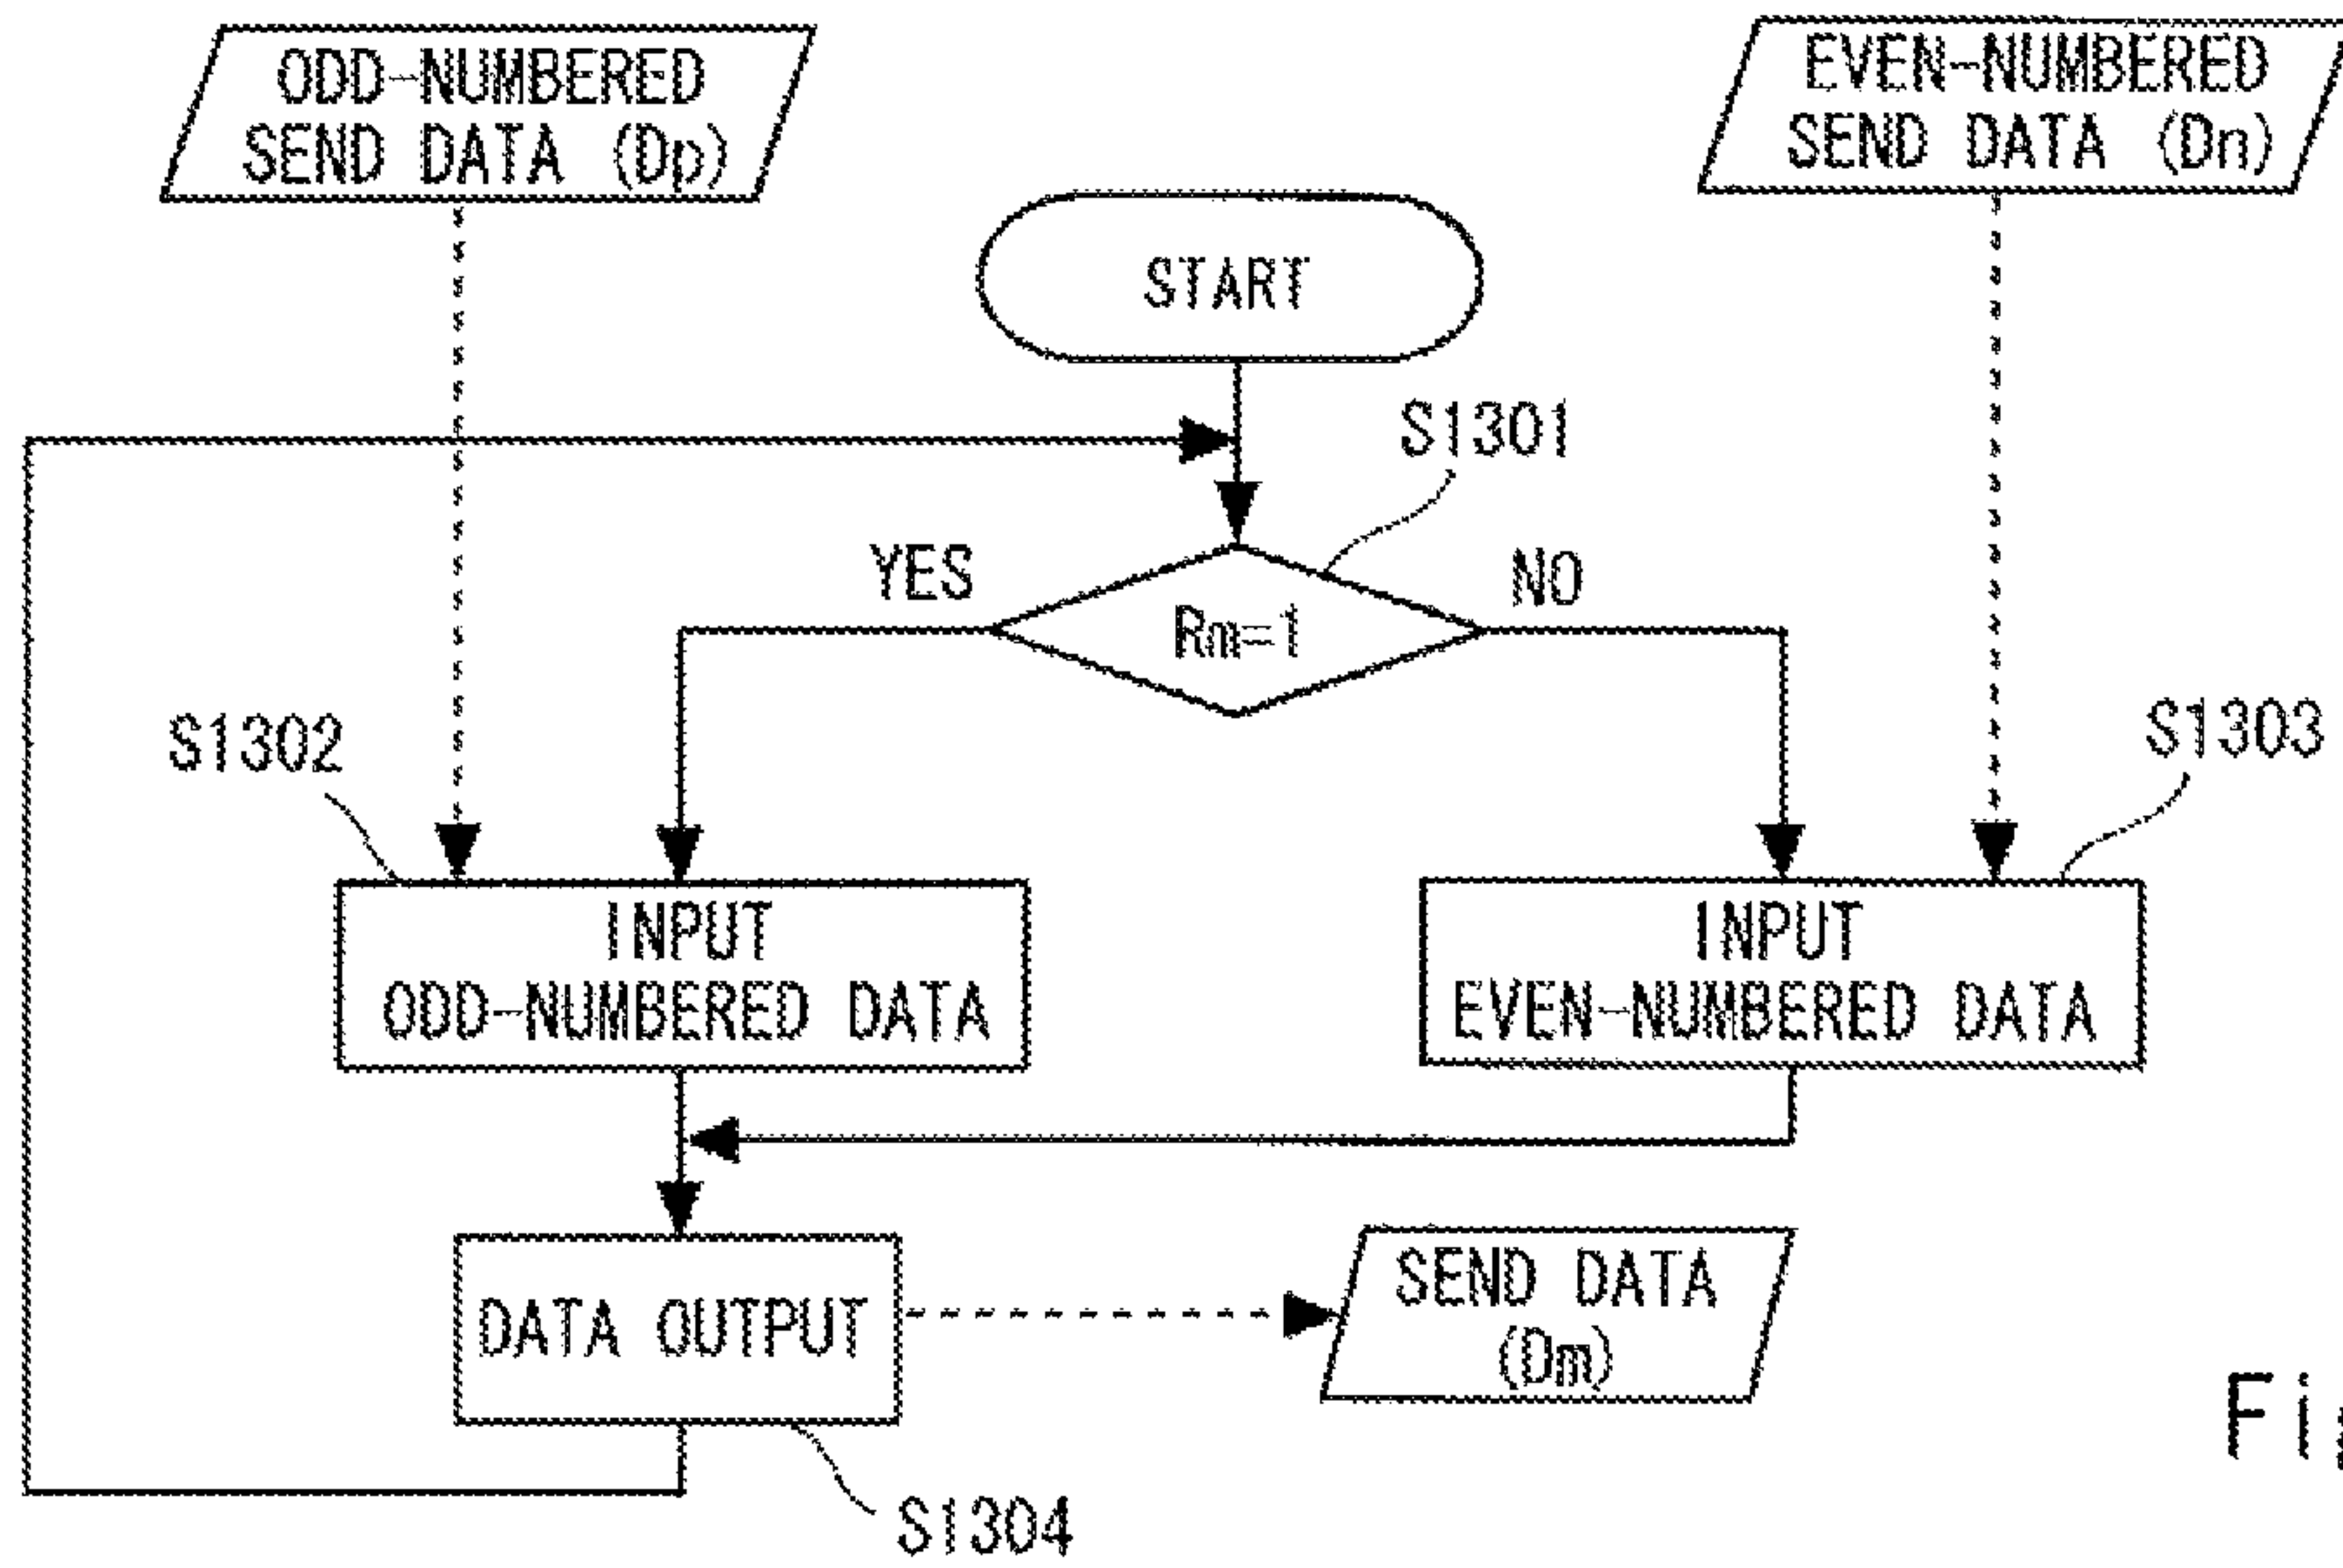 ODD-NUMBERED
SEND DATA (Dp)
EVEN-NUMBERED
SEND DATA (Dn)
START
S1301
YES
NO
Rm=1
S1302
S1303
INPUT
ODD-NUMBERED DATA
INPUT
EVEN-NUMBERED DATA
DATA OUTPUT
SEND DATA
(Dm)
S1304